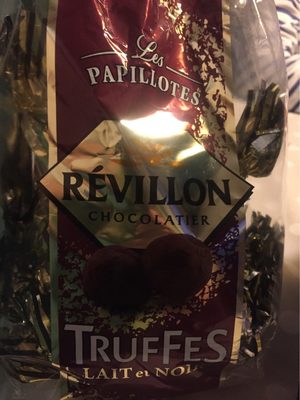 Les
PAPILLOTES
RÉVILLON
CHOCOLATIER
TRUFFES
LAIT et NOIR